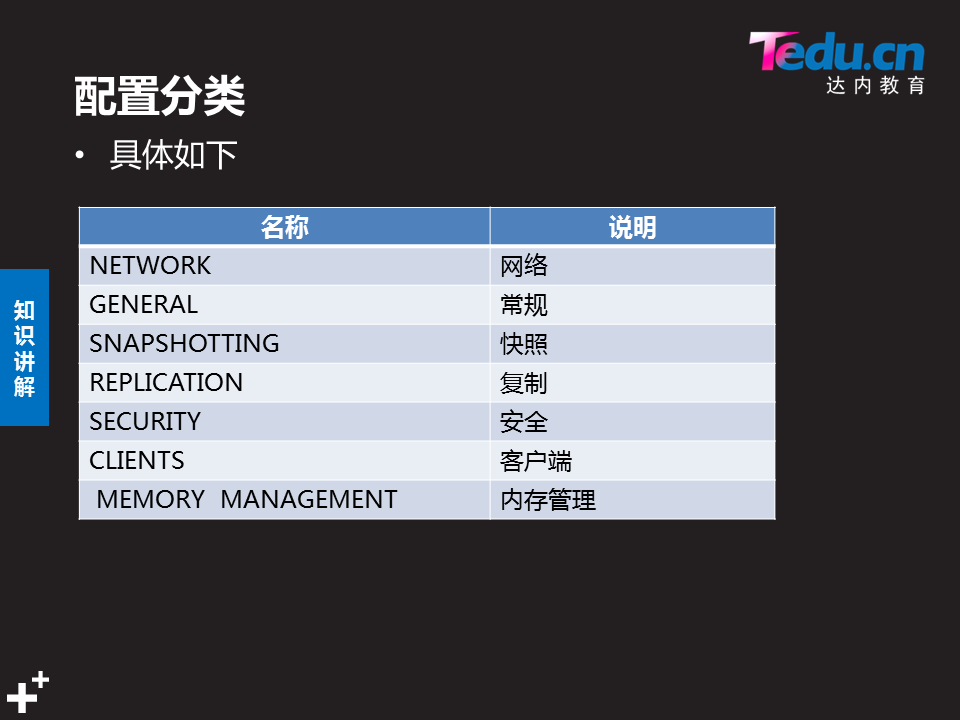 Tedu.cn
达内教育
配置分类
• 具体如下
名称 说明
NETWORK 网络
GENERAL 常规
SNAPSHOTTING 快照
REPLICATION 复制
SECURITY 安全
CLIENTS 客户端
MEMORY MANAGEMENT 内存管理
知识讲解